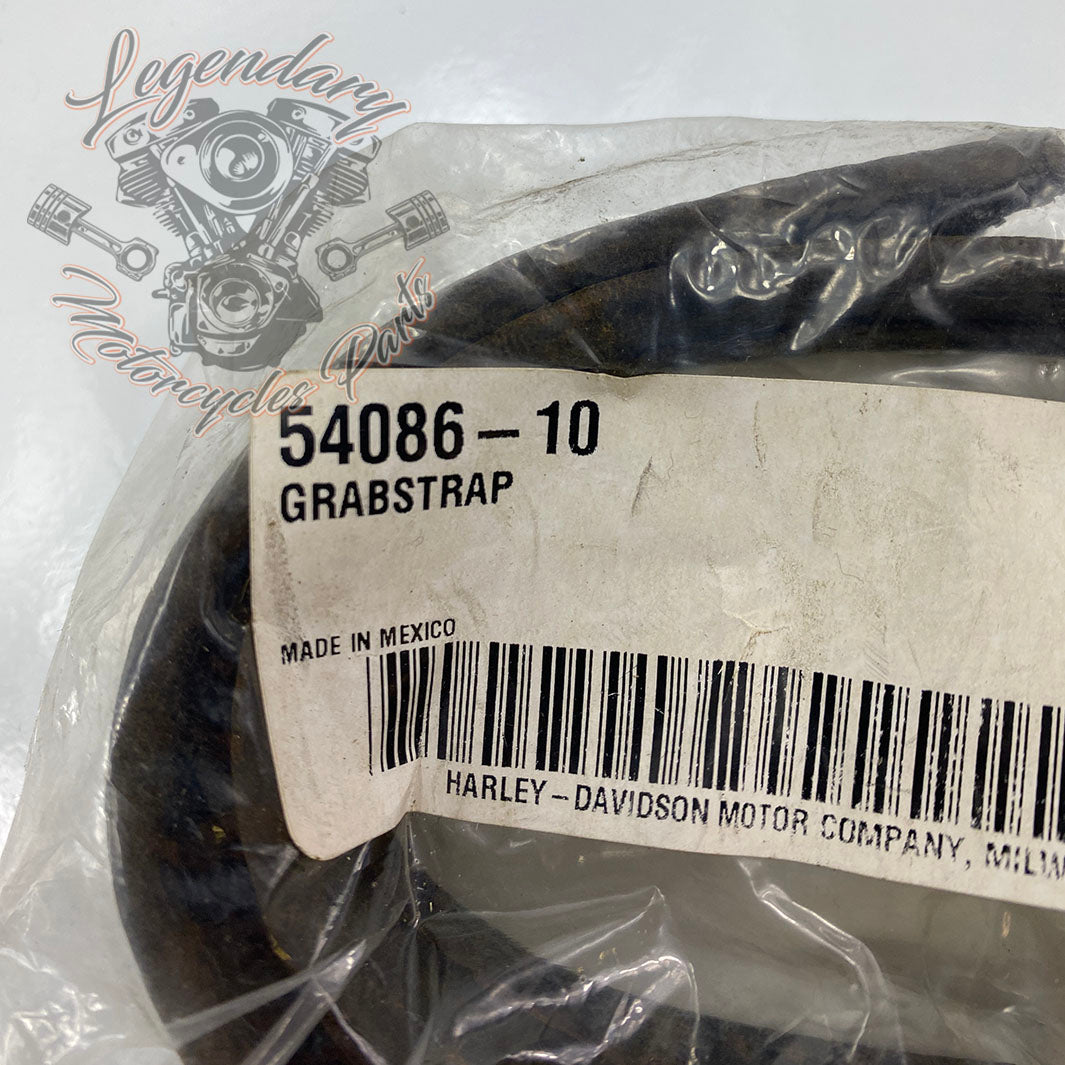 Legendary
Motorcycles Parts
54086-10
GRABSTRAP
MADE IN MEXICO
HARLEY-DAVIDSON MOTOR COMPANY,